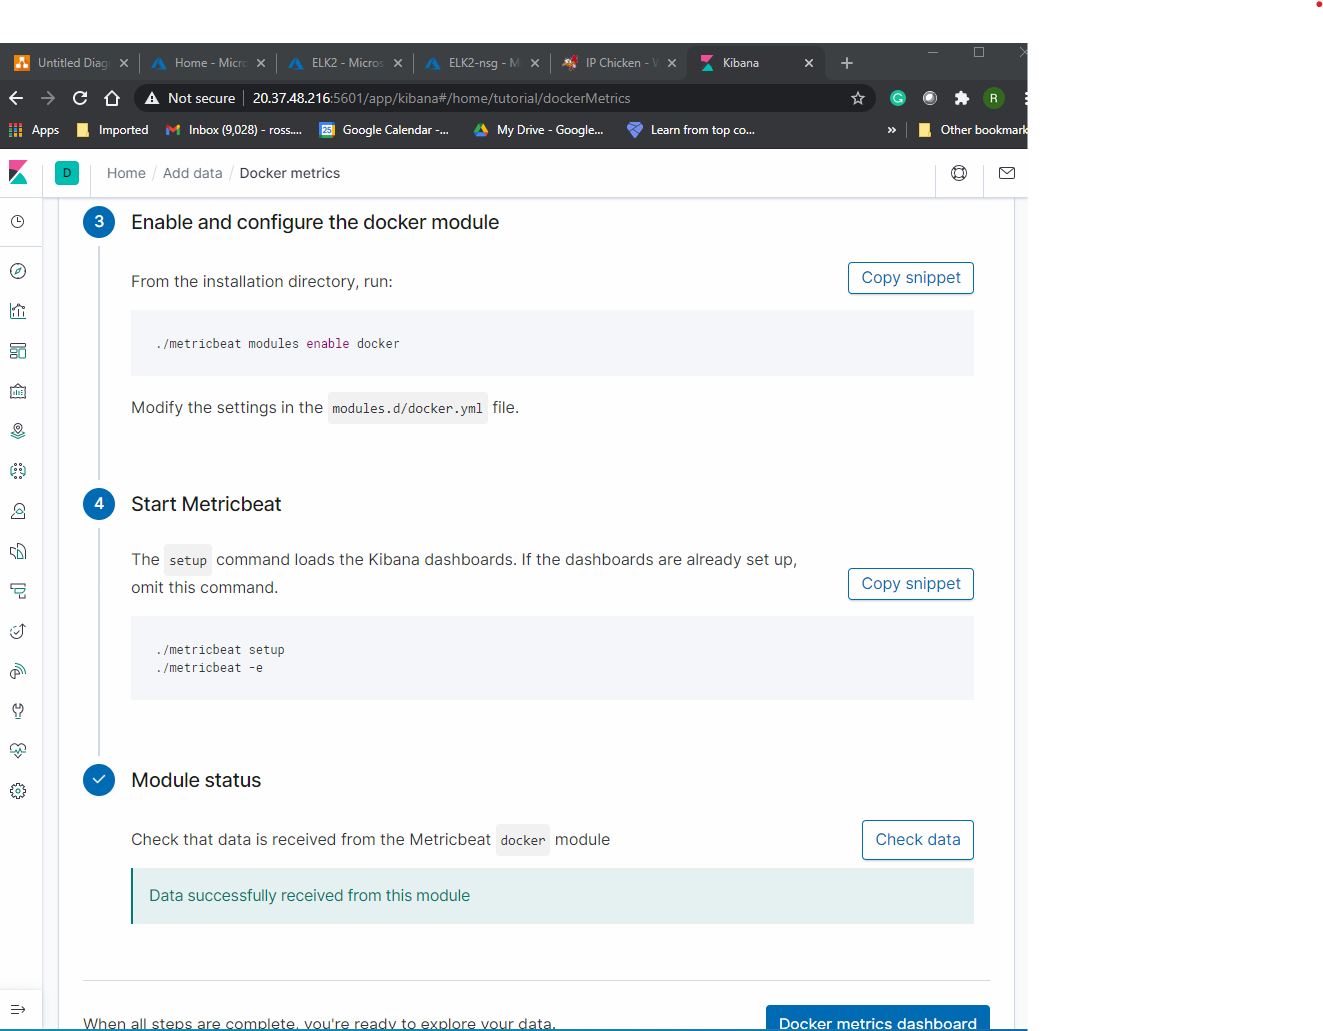 Untitled Diag
Home - Micro
ELK2 - Micros
ELK2-nsg - M
IP Chicken - W
Kibana
Not secure
20.37.48.216:5601/app/kibana#/home/tutorial/dockerMetrics
G
R
Apps
Imported
Inbox (9,028) - ross....
25
Google Calendar -...
My Drive - Google...
Learn from top co...
»
Other bookmark
D
Home / Add data / Docker metrics
3
Enable and configure the docker module
From the installation directory, run:
Copy snippet
./metricbeat modules enable docker
Modify the settings in the modules.d/docker.yml file.
4
Start Metricbeat
The setup command loads the Kibana dashboards. If the dashboards are already set up,
omit this command.
Copy snippet
./metricbeat setup
./metricbeat -e
Module status
Check that data is received from the Metricbeat docker module
Check data
Data successfully received from this module
When all steps are complete, you're ready to explore your data.
Docker metrics dashboard